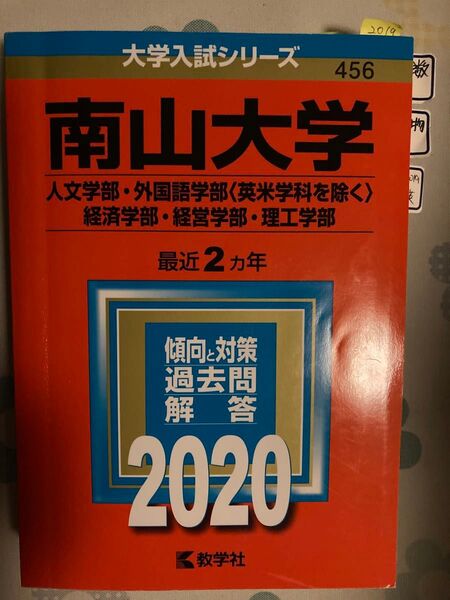 大学入試シリーズ
456
南山大学
人文学部・外国語学部〈英米学科を除く〉
経済学部・経営学部・理工学部
最近2カ年
傾向と対策
過去問
解答
2020
教学社
2019
数
物